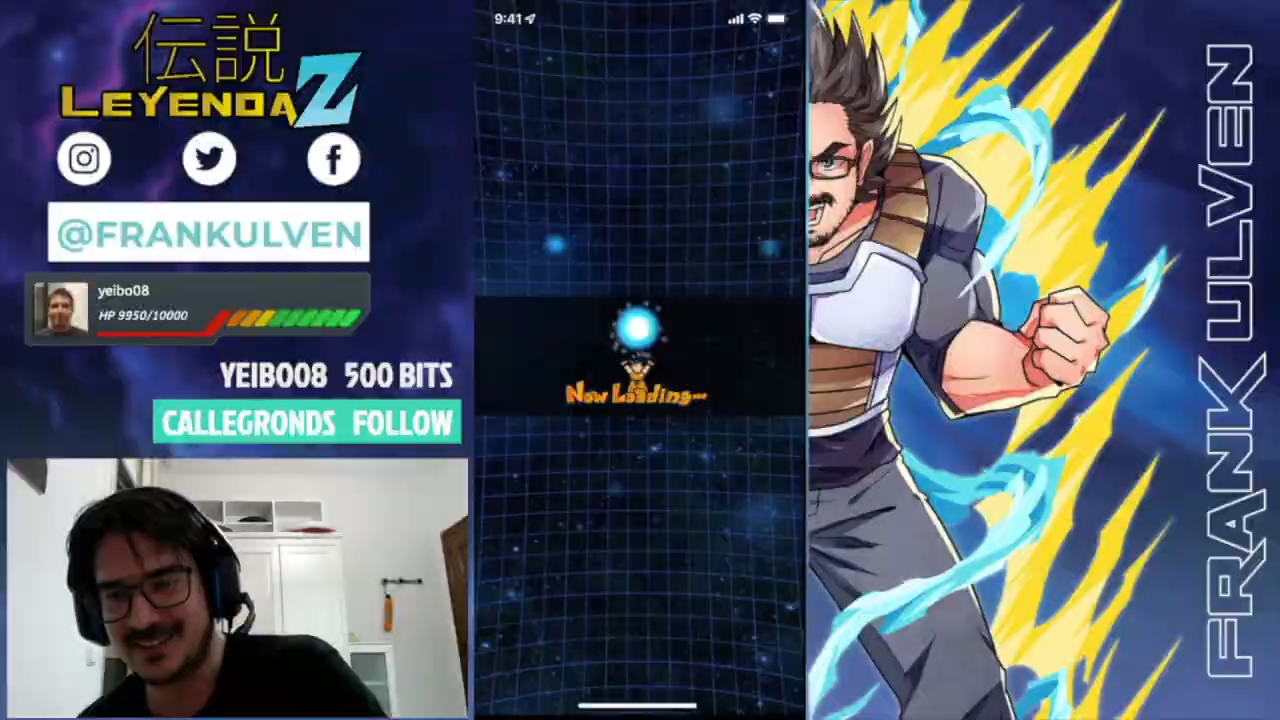 伝説
LEYENDA Z
@FRANKULVEN
yeibo08
HP 9950/10000
YEIBO08 500 BITS
CALLEGRONDS FOLLOW
9:41
Now Loading...
FRANK ULVEN